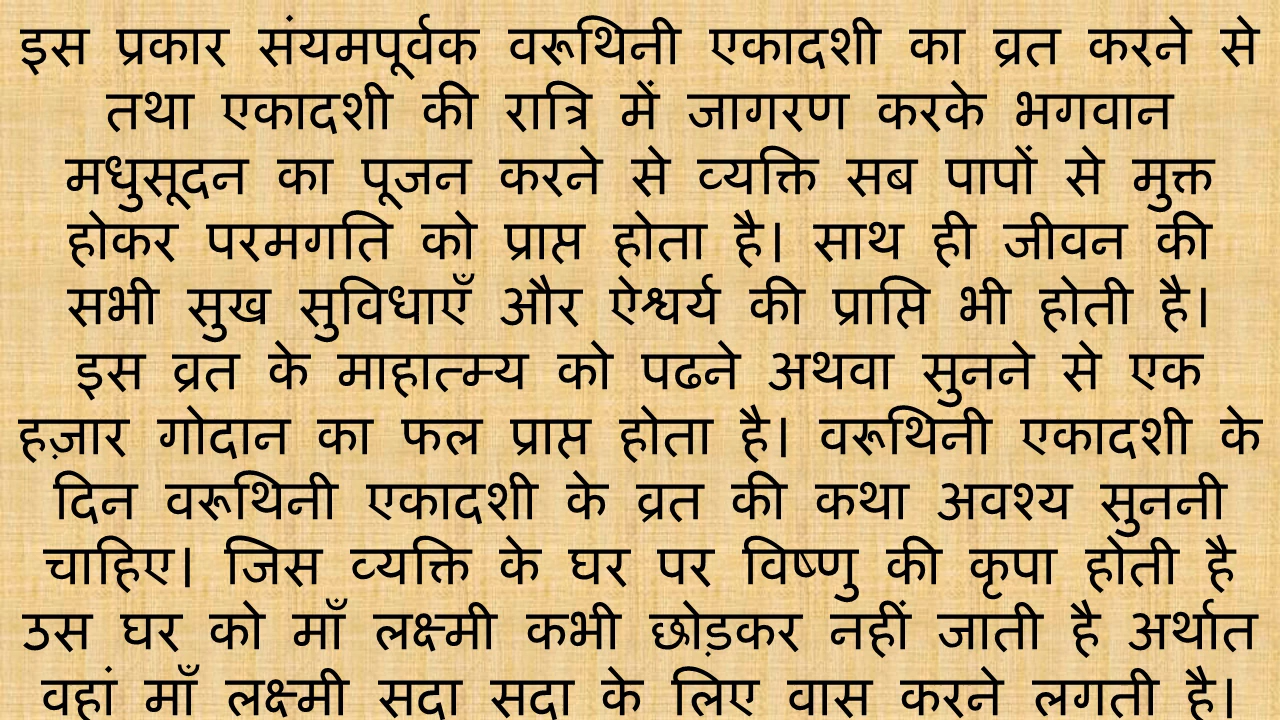 इस प्रकार संयमपूर्वक वरूथिनी एकादशी का व्रत करने से
तथा एकादशी की रात्रि में जागरण करके भगवान
मधुसूदन का पूजन करने से व्यक्ति सब पापों से मुक्त
होकर परमगति को प्राप्त होता है। साथ ही जीवन की
सभी सुख सुविधाएँ और ऐश्वर्य की प्राप्ति भी होती है।
इस व्रत के माहात्म्य को पढने अथवा सुनने से एक
हज़ार गोदान का फल प्राप्त होता है। वरूथिनी एकादशी के
दिन वरूथिनी एकादशी के व्रत की कथा अवश्य सुननी
चाहिए। जिस व्यक्ति के घर पर विष्णु की कृपा होती है
उस घर को माँ लक्ष्मी कभी छोड़कर नहीं जाती है अर्थात
वहां माँ लक्ष्मी सदा सदा के लिए वास करने लगती है।